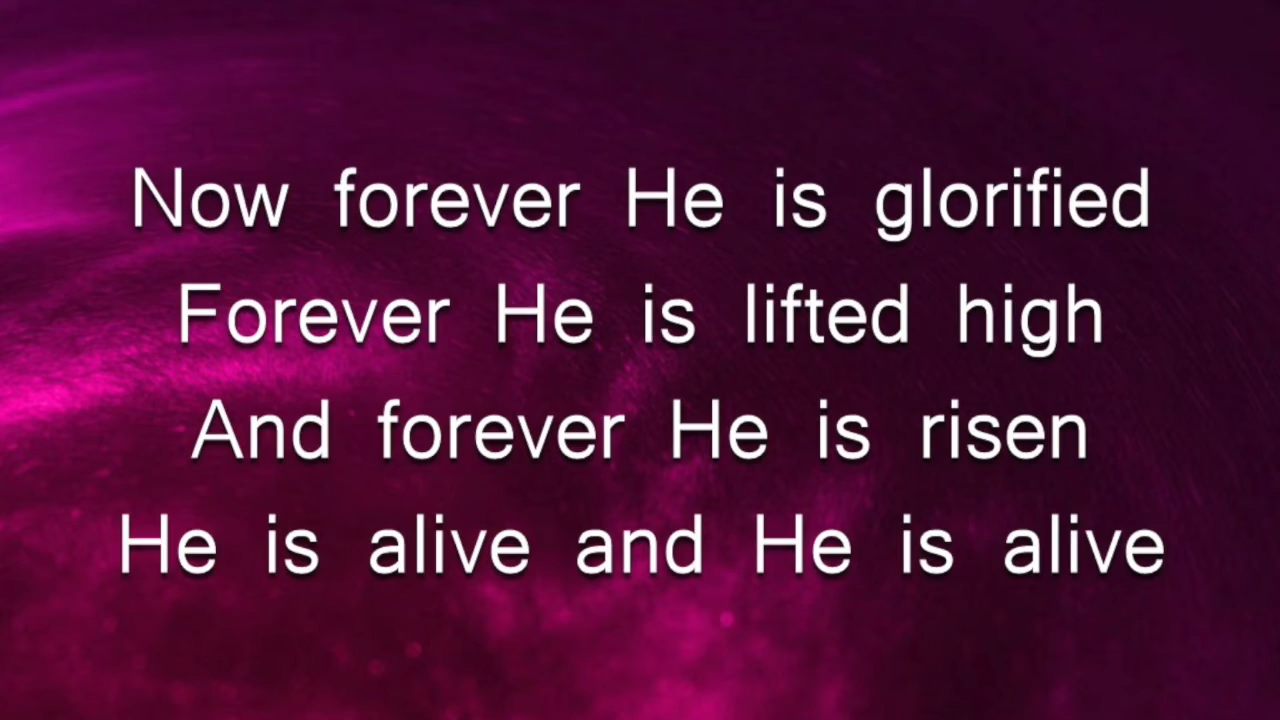 Now forever He is glorified
Forever He is lifted high
And forever He is risen
He is alive and He is alive